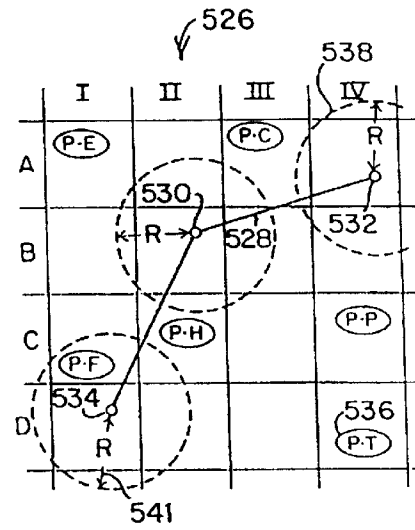 526
538
I II III IV
P·E
P·C
R
A
530
532
R
528
B
C
P·H
P·P
P·F
534
536
D
R
P·T
541